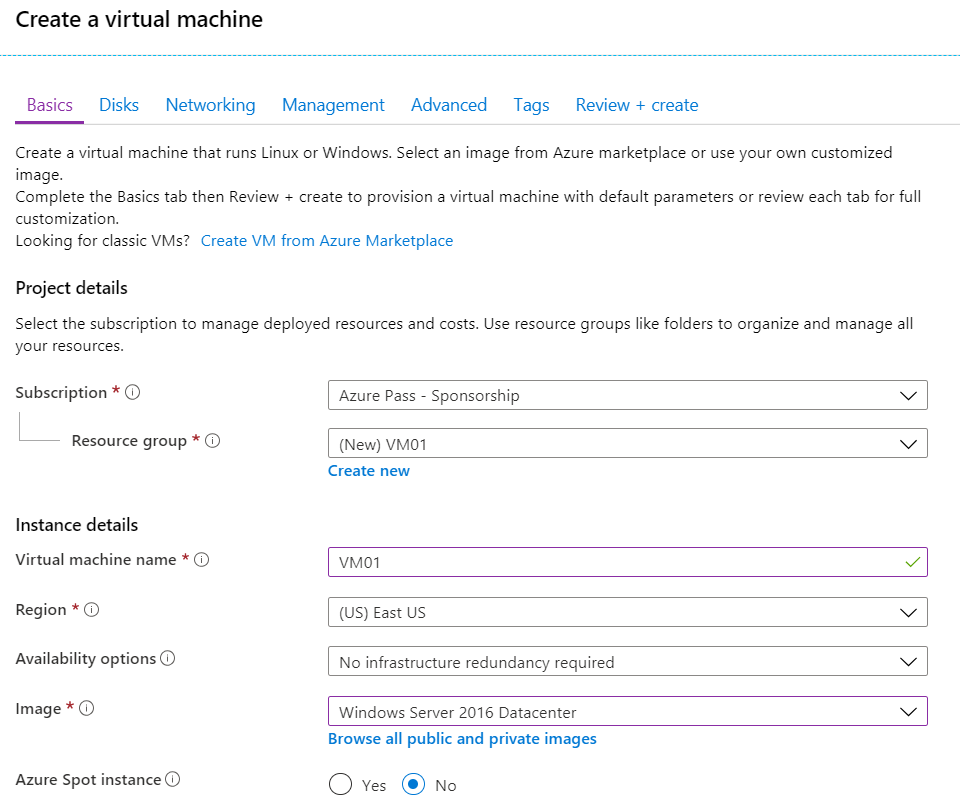 Create a virtual machine
Basics Disks Networking Management Advanced Tags Review + create
Create a virtual machine that runs Linux or Windows. Select an image from Azure marketplace or use your own customized
image.
Complete the Basics tab then Review + create to provision a virtual machine with default parameters or review each tab for full
customization.
Looking for classic VMs? Create VM from Azure Marketplace
Project details
Select the subscription to manage deployed resources and costs. Use resource groups like folders to organize and manage all
your resources.
Subscription * Azure Pass - Sponsorship
Resource group * (New) VM01
Create new
Instance details
Virtual machine name * VM01
Region * (US) East US
Availability options No infrastructure redundancy required
Image * Windows Server 2016 Datacenter
Browse all public and private images
Azure Spot instance Yes No